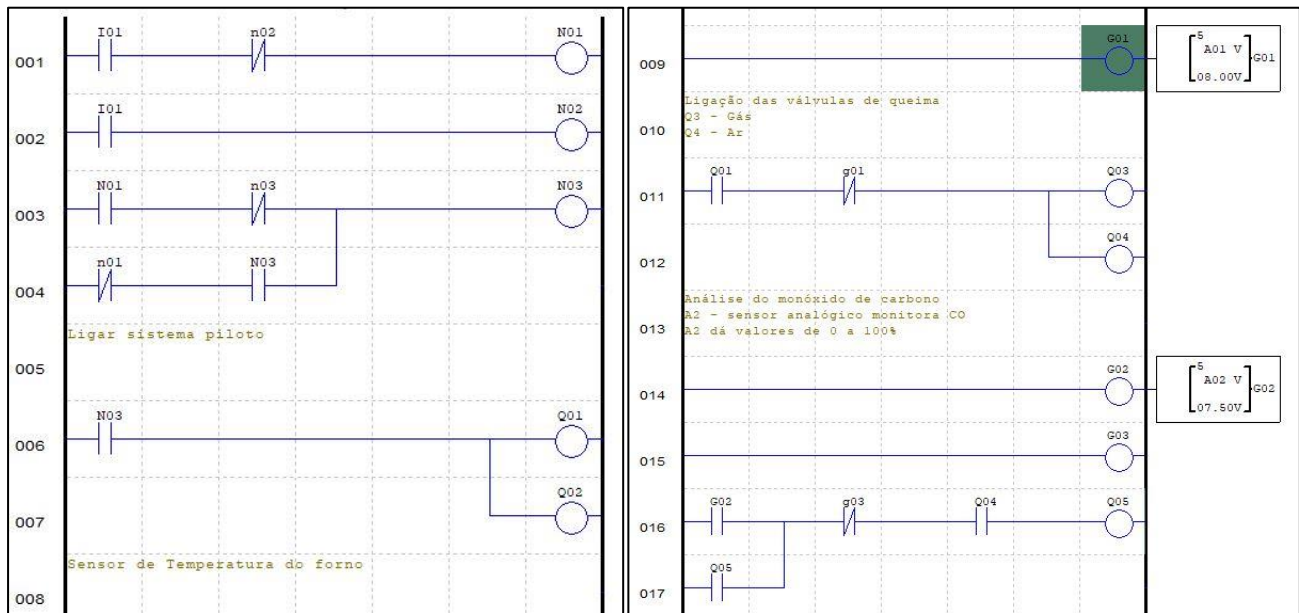 I01 n02 N01
001
I01 N02
002
N01 n03 N03
003
n01 N03
004
Ligar sistema piloto
005
N03 Q01
006
Q02
007
Sensor de Temperatura do forno
008
G01
009
5
A01 V
G01
08.00V
Ligação das válvulas de queima
Q3 - Gás
010
Q4 - Ar
Q01 g01 Q03
011
Q04
012
Análise do monóxido de carbono
A2 - sensor analógico monitora CO
013
A2 dá valores de 0 a 100%
G02
014
5
A02 V
G02
07.50V
G03
015
G02 g03 Q04 Q05
016
Q05
017